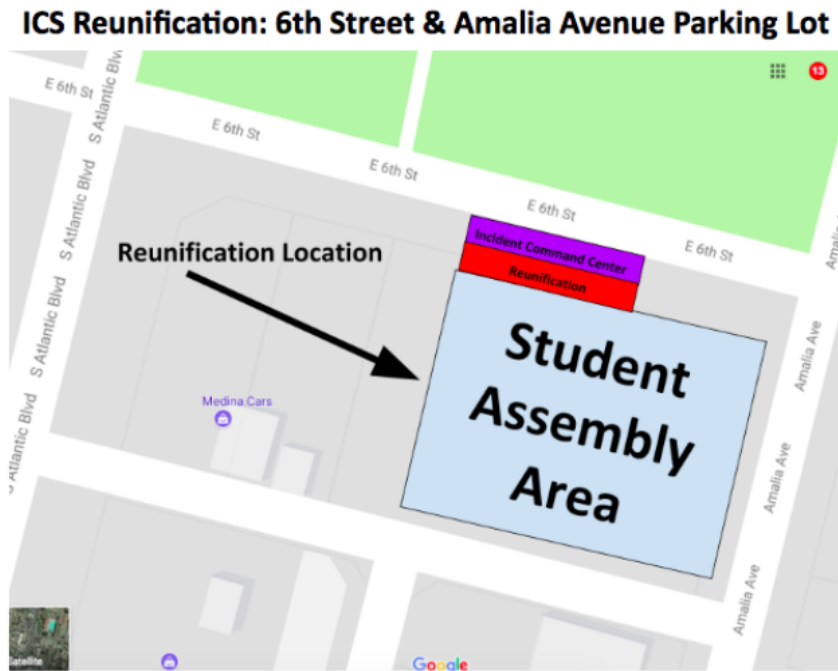 ICS Reunification: 6th Street & Amalia Avenue Parking Lot
13
E 6th St
S Atlantic Blv
E 6th St
E 6th St
E 6th St
E 6th St
S Atlantic Blvd
S Atlantic Blvd
S Atlantic Blvd
Atlantic Blvd
Reunification Location
Incident Command Center
Reunification
Student
Assembly
Area
Medina Cars
Amalia
Amalia Ave
Amalia Ave
Amalia Ave
Google